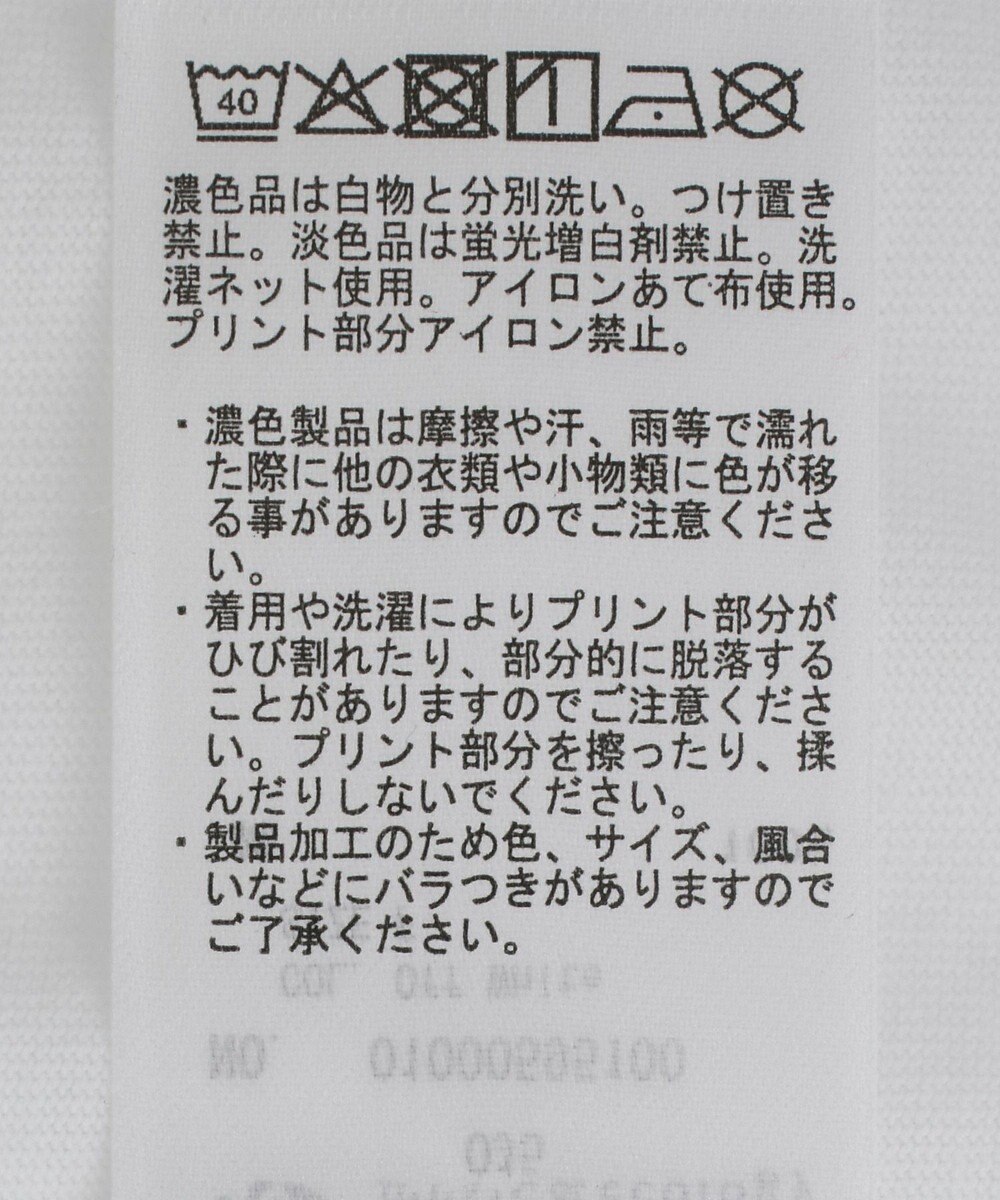 40
濃色品は白物と分別洗い。つけ置き
禁止。淡色品は蛍光増白剤禁止。洗
濯ネット使用。アイロンあて布使用。
プリント部分アイロン禁止。
・濃色製品は摩擦や汗、雨等で濡れ
た際に他の衣類や小物類に色が移
る事がありますのでご注意くださ
い。
・着用や洗濯によりプリント部分が
ひび割れたり、部分的に脱落する
ことがありますのでご注意くださ
い。プリント部分を擦ったり、揉
んだりしないでください。
・製品加工のため色、サイズ、風合
いなどにバラつきがありますので
ご了承ください。
COL. Off White
NO. 01000595100
035